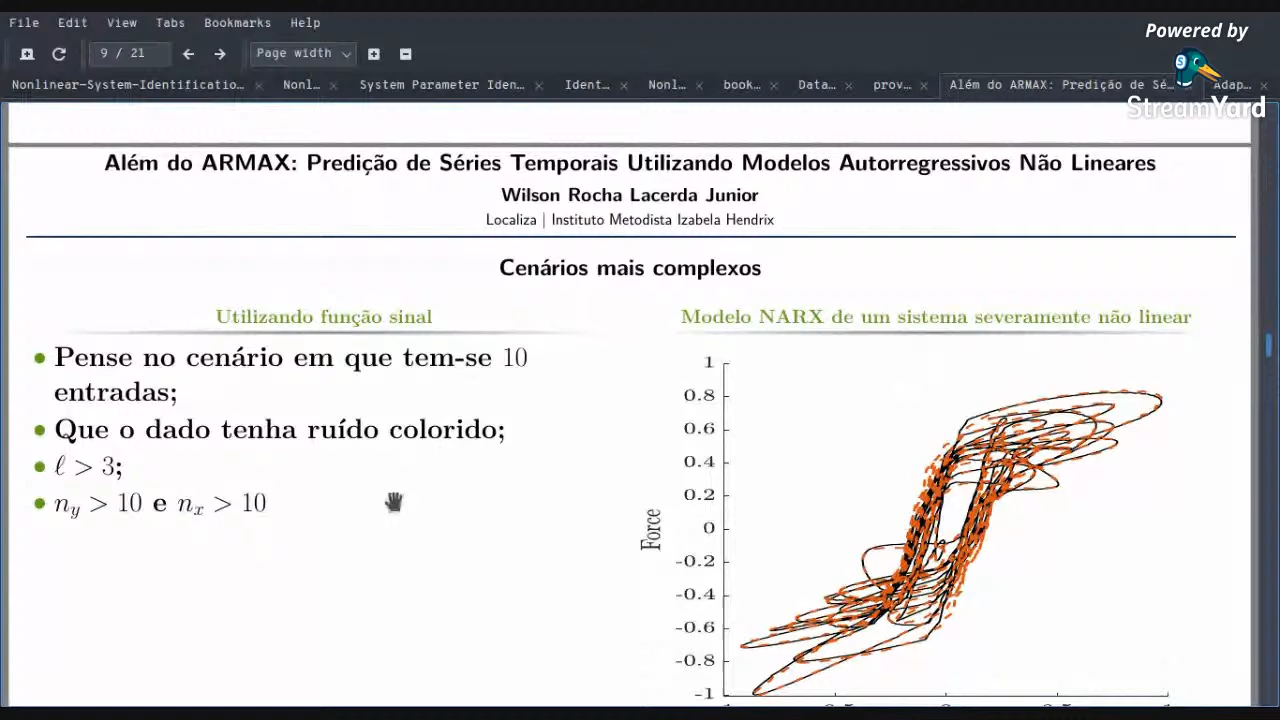 File Edit View Tabs Bookmarks Help
Powered by
9 / 21
Page width
Nonlinear-System-Identificatio…
Nonl…
System Parameter Iden…
Ident…
Nonl…
book…
Data…
prov…
Além do ARMAX: Predição de Sé…
Adap…
StreamYard
Além do ARMAX: Predição de Séries Temporais Utilizando Modelos Autorregressivos Não Lineares
Wilson Rocha Lacerda Junior
Localiza | Instituto Metodista Izabela Hendrix
Cenários mais complexos
Utilizando função sinal
• Pense no cenário em que tem-se 10
entradas;
• Que o dado tenha ruído colorido;
• ℓ > 3;
• n_y > 10 e n_x > 10
Modelo NARX de um sistema severamente não linear
1
0.8
0.6
0.4
0.2
0
-0.2
-0.4
-0.6
-0.8
-1
Force